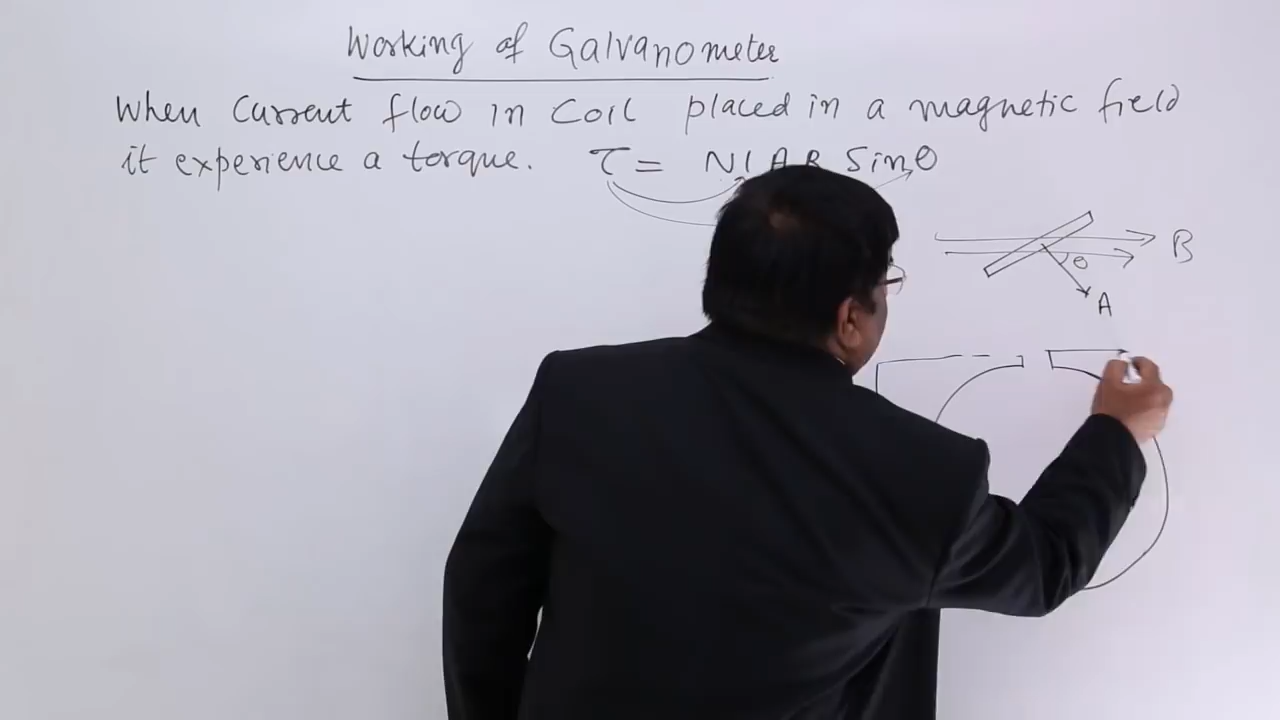 Working of Galvanometer
When Current flow in Coil placed in a magnetic field
it experience a torque. τ = NIAB Sinθ
B
θ
A